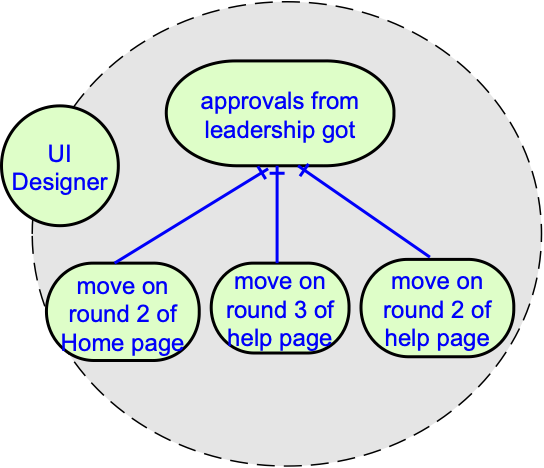 approvals from
leadership got
UI
Designer
move on
round 2 of
Home page
move on
round 3 of
help page
move on
round 2 of
help page